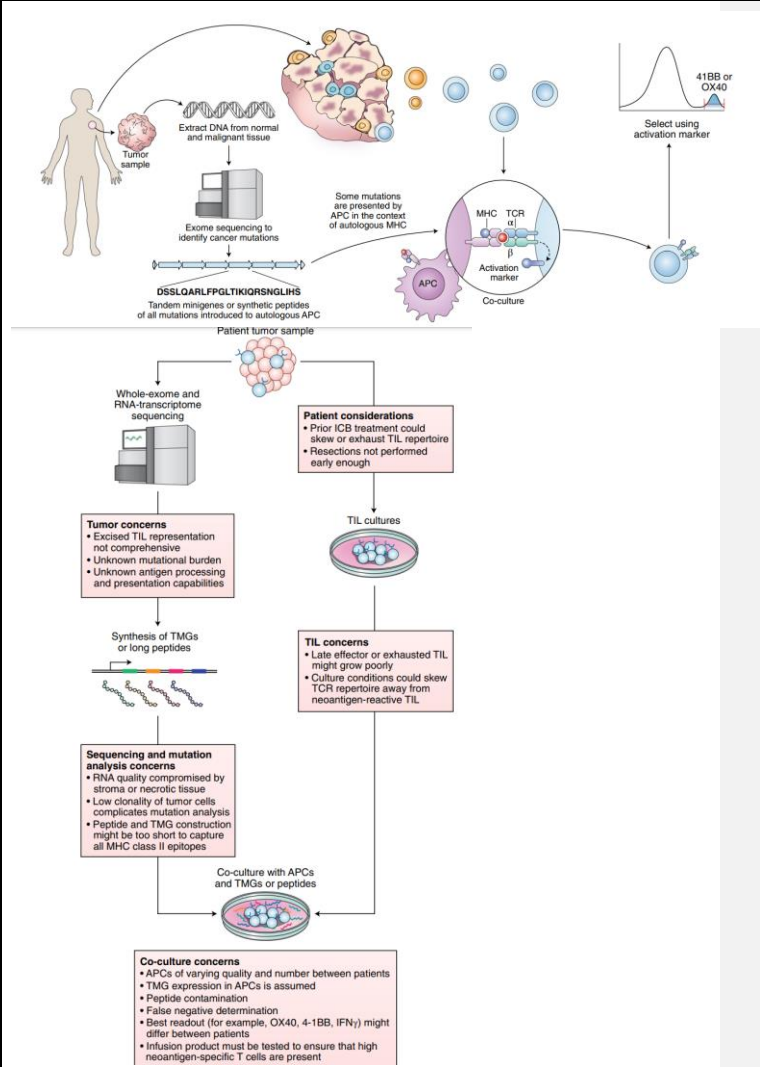 41BB or
OX40
Select using
activation marker
Extract DNA from normal
and malignant tissue
Tumor
sample
Exome sequencing to
identify cancer mutations
Some mutations
are presented by
APC in the context
of autologous MHC
MHC TCR
α
β
Activation
marker
APC
Co-culture
DSSLQARLFPGLTIKIQRSNGLIHS
Tandem minigenes or synthetic peptides
of all mutations introduced to autologous APC
Patient tumor sample
Whole-exome and
RNA-transcriptome
sequencing
Patient considerations
• Prior ICB treatment could
skew or exhaust TIL repertoire
• Resections not performed
early enough
TIL cultures
Tumor concerns
• Excised TIL representation
not comprehensive
• Unknown mutational burden
• Unknown antigen processing
and presentation capabilities
Synthesis of TMGs
or long peptides
TIL concerns
• Late effector or exhausted TIL
might grow poorly
• Culture conditions could skew
TCR repertoire away from
neoantigen-reactive TIL
Sequencing and mutation
analysis concerns
• RNA quality compromised by
stroma or necrotic tissue
• Low clonality of tumor cells
complicates mutation analysis
• Peptide and TMG construction
might be too short to capture
all MHC class II epitopes
Co-culture with APCs
and TMGs or peptides
Co-culture concerns
• APCs of varying quality and number between patients
• TMG expression in APCs is assumed
• Peptide contamination
• False negative determination
• Best readout (for example, OX40, 4-1BB, IFNγ) might
differ between patients
• Infusion product must be tested to ensure that high
neoantigen-specific T cells are present